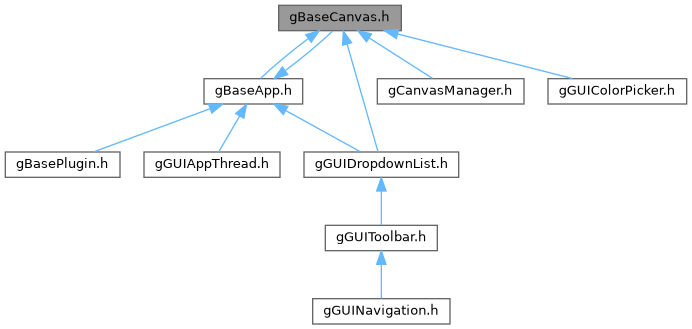 gBaseCanvas.h
gBaseApp.h
gCanvasManager.h
gGUIColorPicker.h
gBasePlugin.h
gGUIAppThread.h
gGUIDropdownList.h
gGUIToolbar.h
gGUINavigation.h